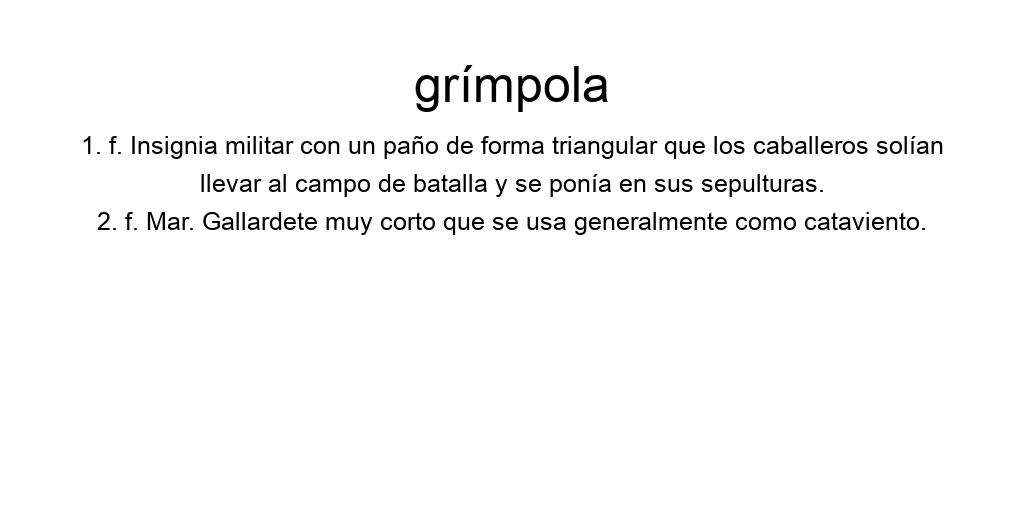 grímpola
1. f. Insignia militar con un paño de forma triangular que los caballeros solían
llevar al campo de batalla y se ponía en sus sepulturas.
2. f. Mar. Gallardete muy corto que se usa generalmente como cataviento.